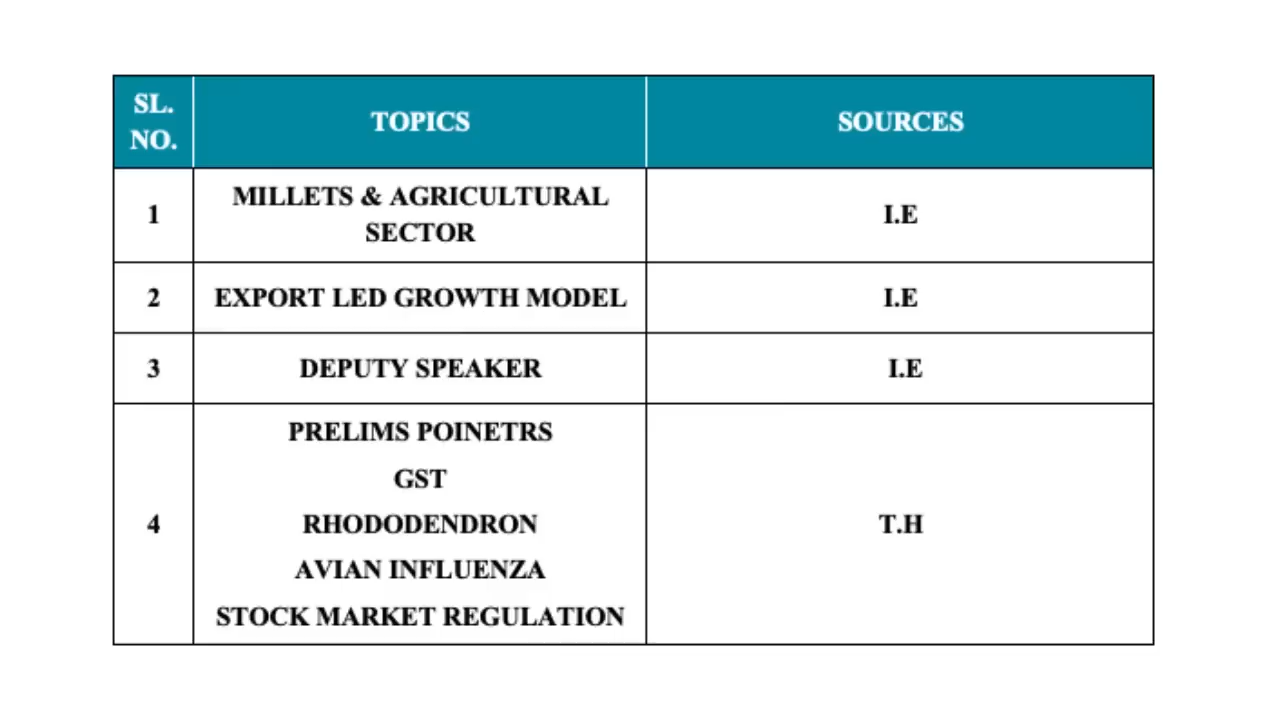 SL.
NO.
TOPICS
SOURCES
1
MILLETS & AGRICULTURAL
SECTOR
I.E
2
EXPORT LED GROWTH MODEL
I.E
3
DEPUTY SPEAKER
I.E
4
PRELIMS POINETRS
GST
RHODODENDRON
AVIAN INFLUENZA
STOCK MARKET REGULATION
T.H